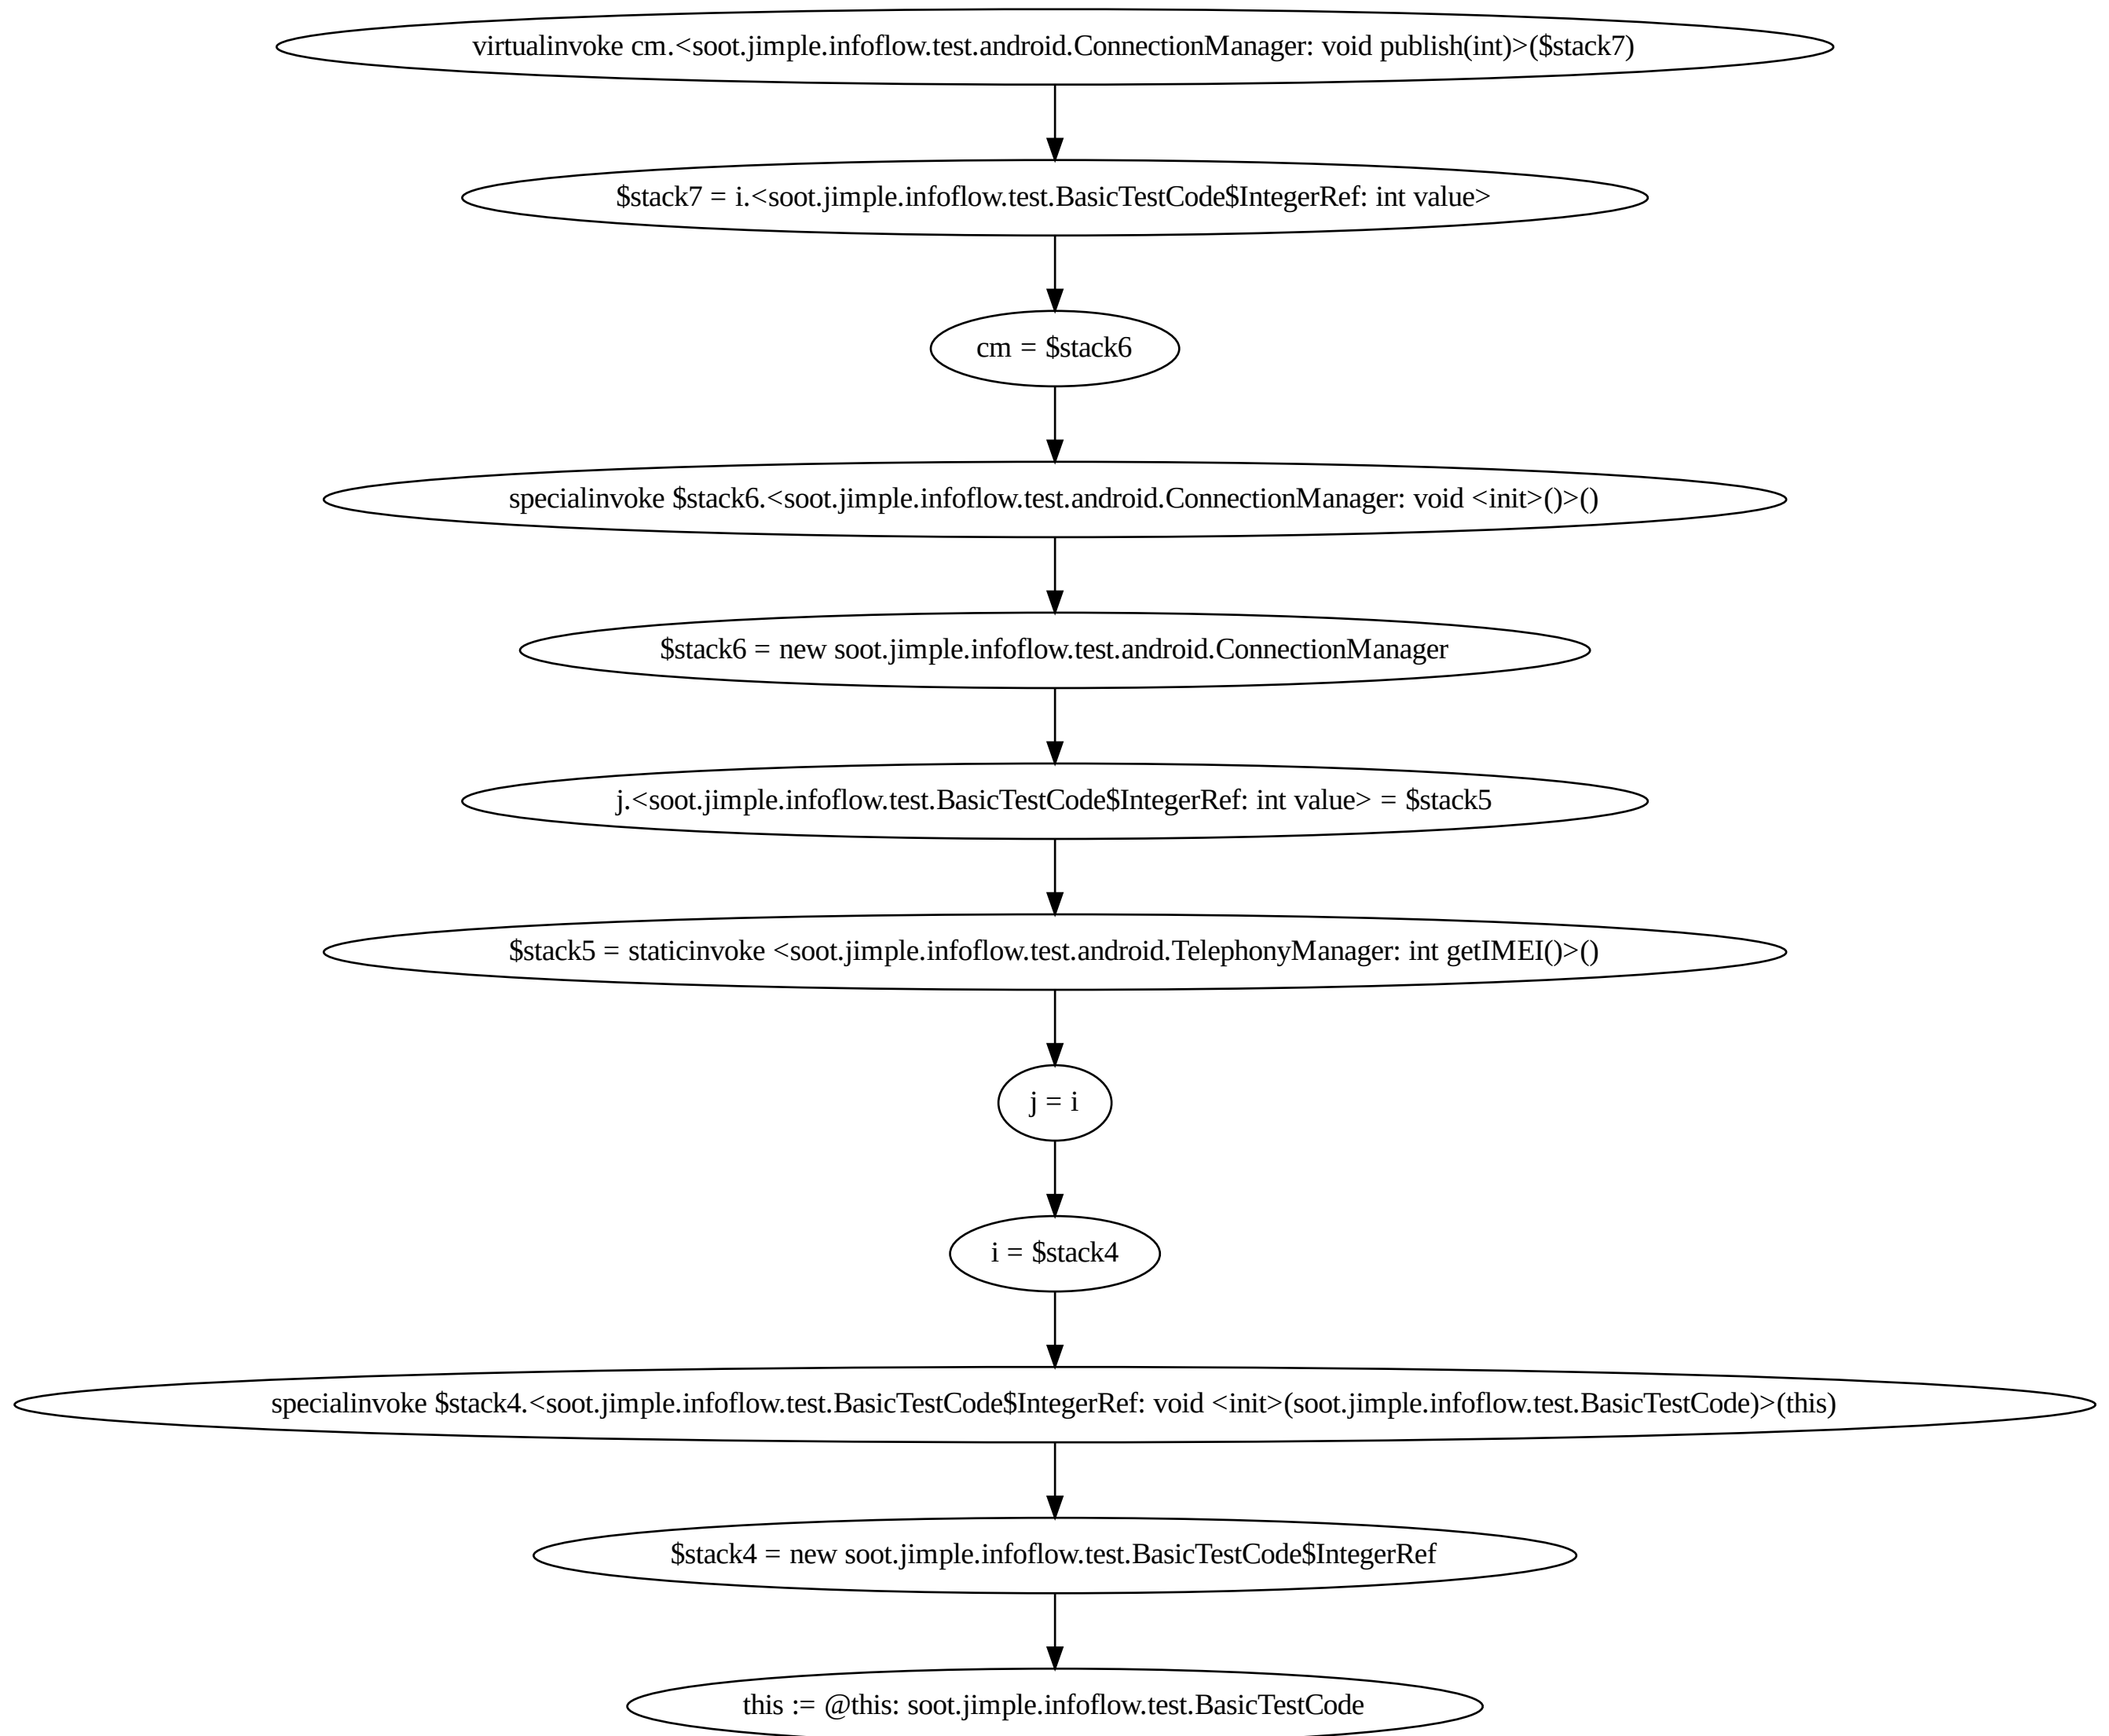 virtualinvoke cm.<soot.jimple.infoflow.test.android.ConnectionManager: void publish(int)>($stack7)
$stack7 = i.<soot.jimple.infoflow.test.BasicTestCode$IntegerRef: int value>
cm = $stack6
specialinvoke $stack6.<soot.jimple.infoflow.test.android.ConnectionManager: void <init>()>()
$stack6 = new soot.jimple.infoflow.test.android.ConnectionManager
j.<soot.jimple.infoflow.test.BasicTestCode$IntegerRef: int value> = $stack5
$stack5 = staticinvoke <soot.jimple.infoflow.test.android.TelephonyManager: int getIMEI()>()
j = i
i = $stack4
specialinvoke $stack4.<soot.jimple.infoflow.test.BasicTestCode$IntegerRef: void <init>(soot.jimple.infoflow.test.BasicTestCode)>(this)
$stack4 = new soot.jimple.infoflow.test.BasicTestCode$IntegerRef
this := @this: soot.jimple.infoflow.test.BasicTestCode